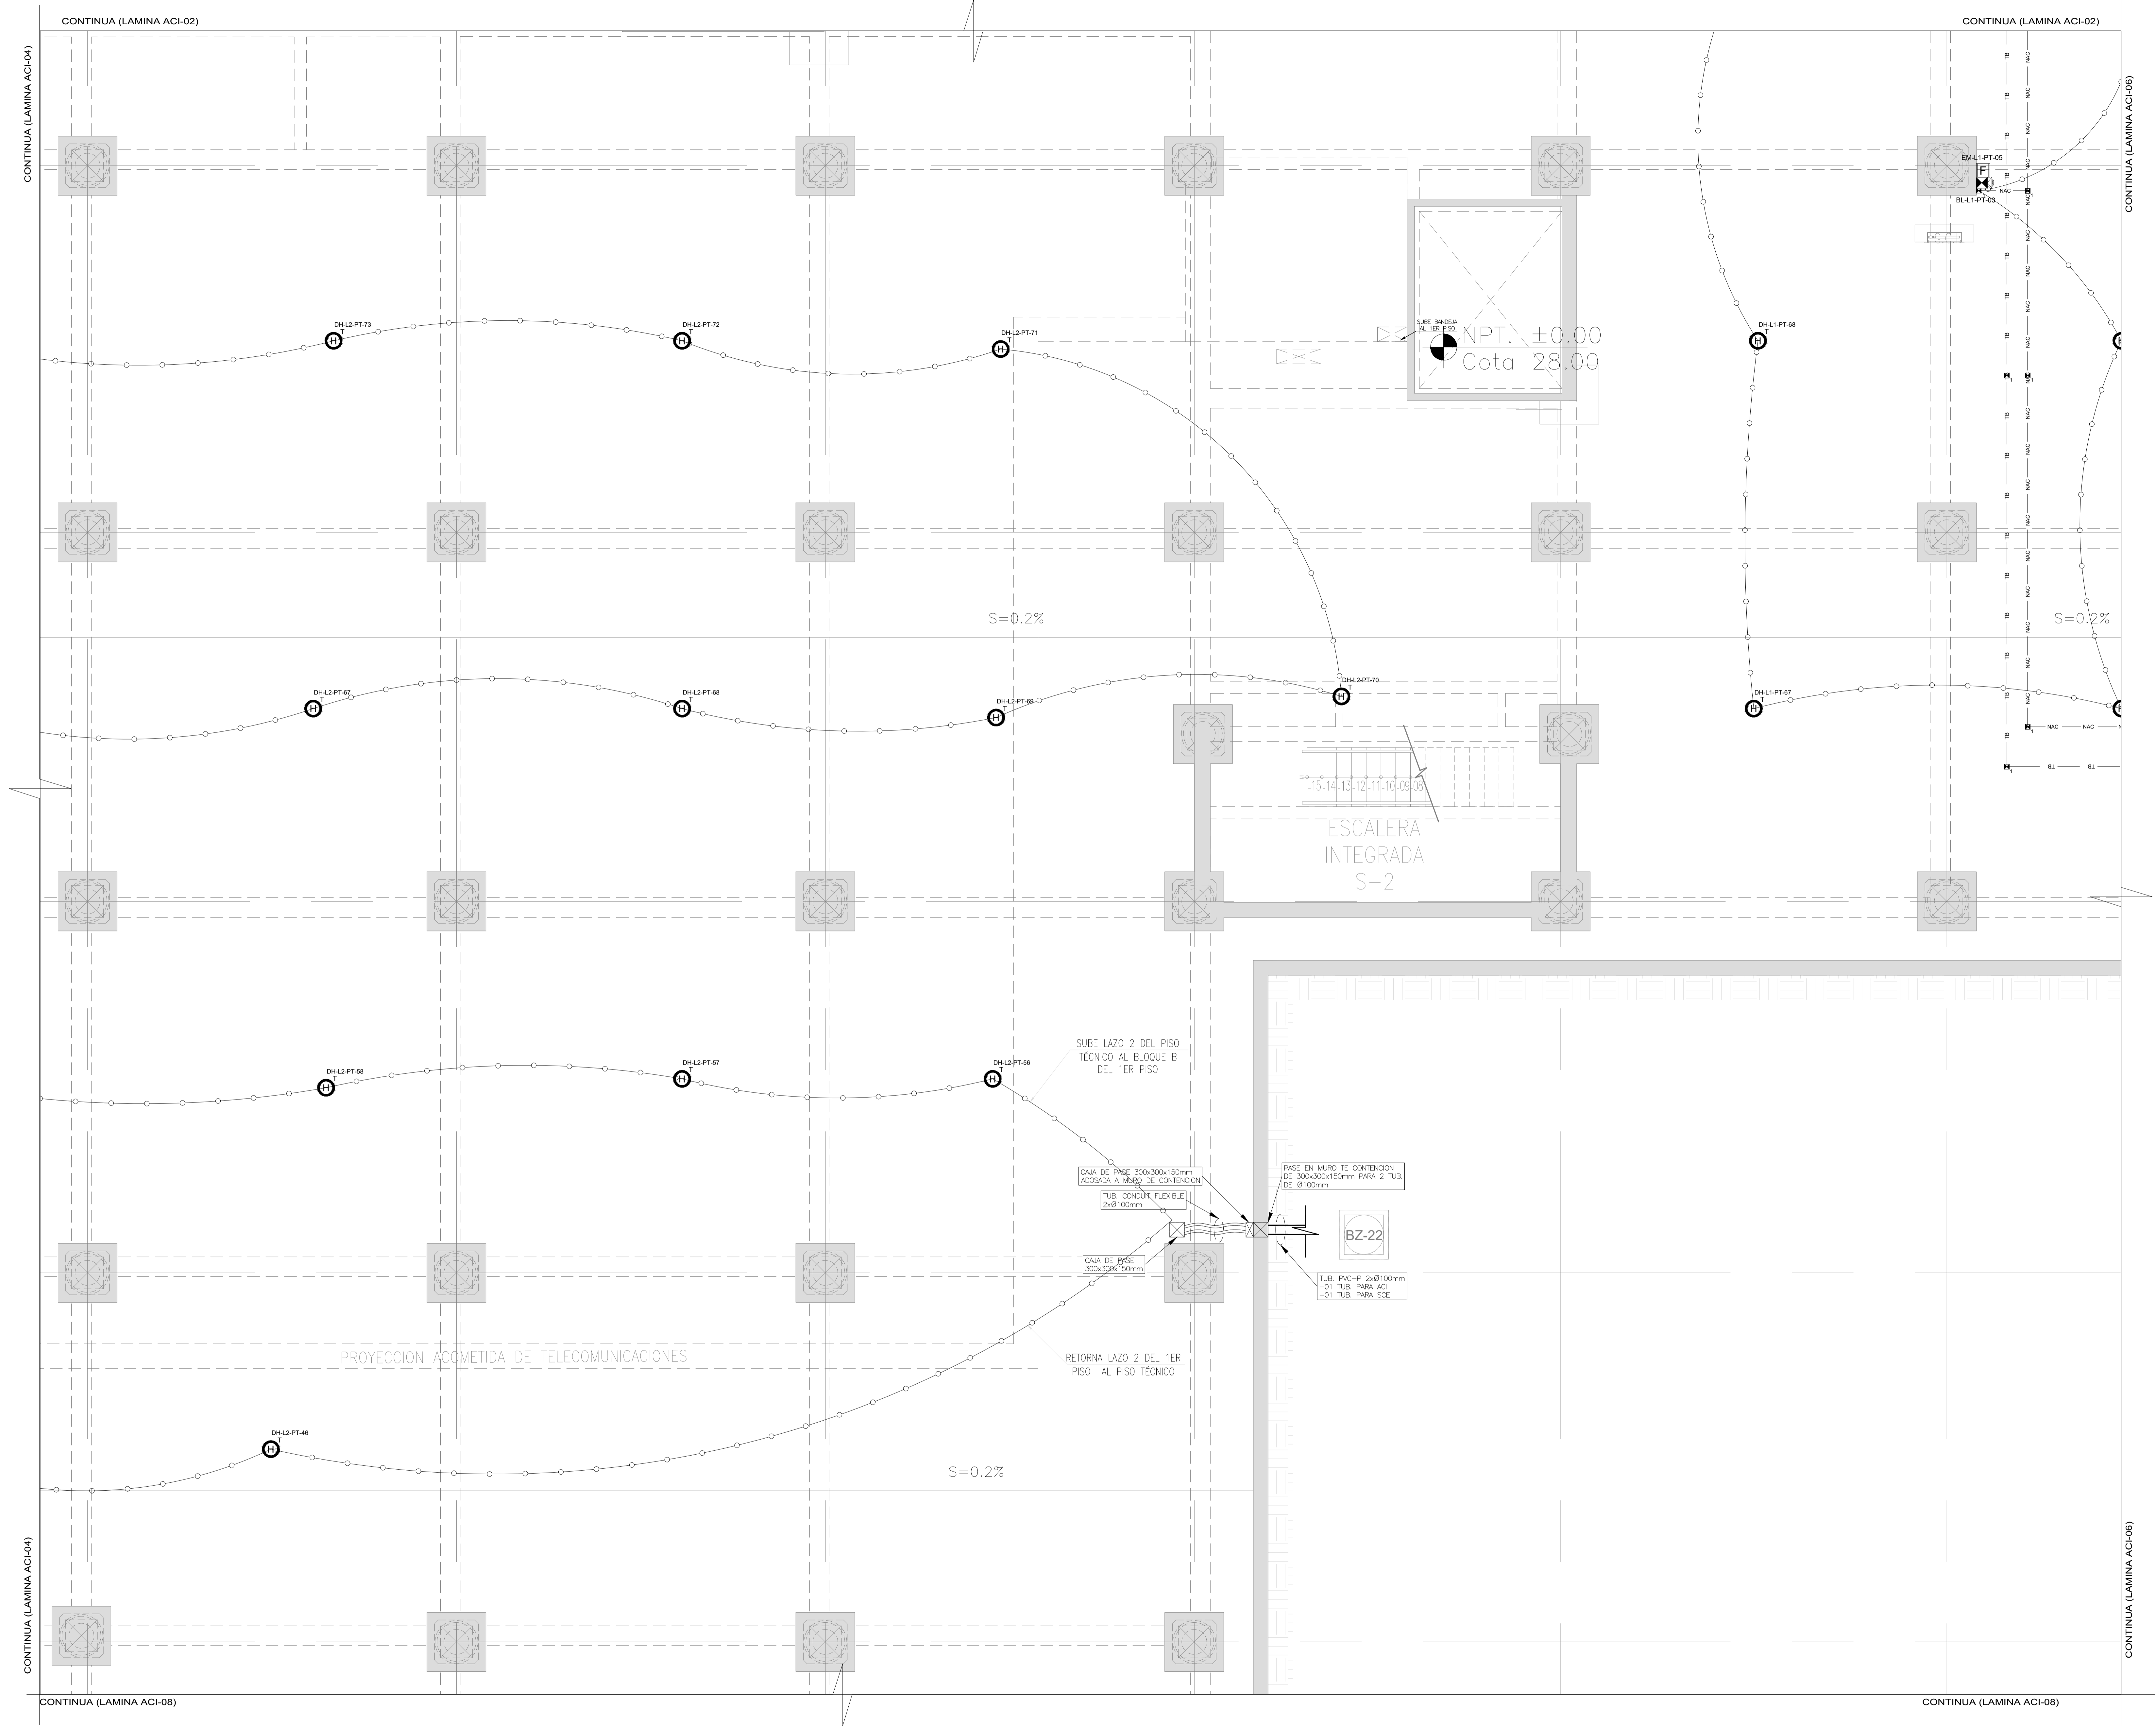 CONTINUA (LAMINA ACI-02)
CONTINUA (LAMINA ACI-02)
CONTINUA (LAMINA ACI-04)
CONTINUA (LAMINA ACI-06)
TB
NAC
EM-L1-PT-05
F
NAC
1
BL-L1-PT-03
DH-L2-PT-73
T
H
DH-L2-PT-72
T
H
DH-L2-PT-71
T
H
SUBE BANDEJA
AL 1ER PISO
NPT. ±0.00
Cota 28.00
DH-L1-PT-68
T
H
S=0.2%
S=0.2%
DH-L2-PT-67
T
H
DH-L2-PT-68
T
H
DH-L2-PT-69
T
H
DH-L2-PT-70
T
H
DH-L1-PT-67
T
H
NAC NAC
TB TB
15 14 13 12 11 10 09 08
ESCALERA
INTEGRADA
S-2
SUBE LAZO 2 DEL PISO
TÉCNICO AL BLOQUE B
DEL 1ER PISO
DH-L2-PT-58
T
H
DH-L2-PT-57
T
H
DH-L2-PT-56
T
H
CAJA DE PASE 300x300x150mm
ADOSADA A MURO DE CONTENCION
PASE EN MURO TE CONTENCION
DE 300x300x150mm PARA 2 TUB.
DE Ø100mm
TUB. CONDUIT FLEXIBLE
2xØ100mm
BZ-22
CAJA DE PASE
300x300x150mm
TUB. PVC-P 2xØ100mm
-01 TUB. PARA ACI
-01 TUB. PARA SCE
PROYECCION ACOMETIDA DE TELECOMUNICACIONES
RETORNA LAZO 2 DEL 1ER
PISO AL PISO TÉCNICO
DH-L2-PT-46
T
H
S=0.2%
CONTINUA (LAMINA ACI-04)
CONTINUA (LAMINA ACI-06)
CONTINUA (LAMINA ACI-08)
CONTINUA (LAMINA ACI-08)